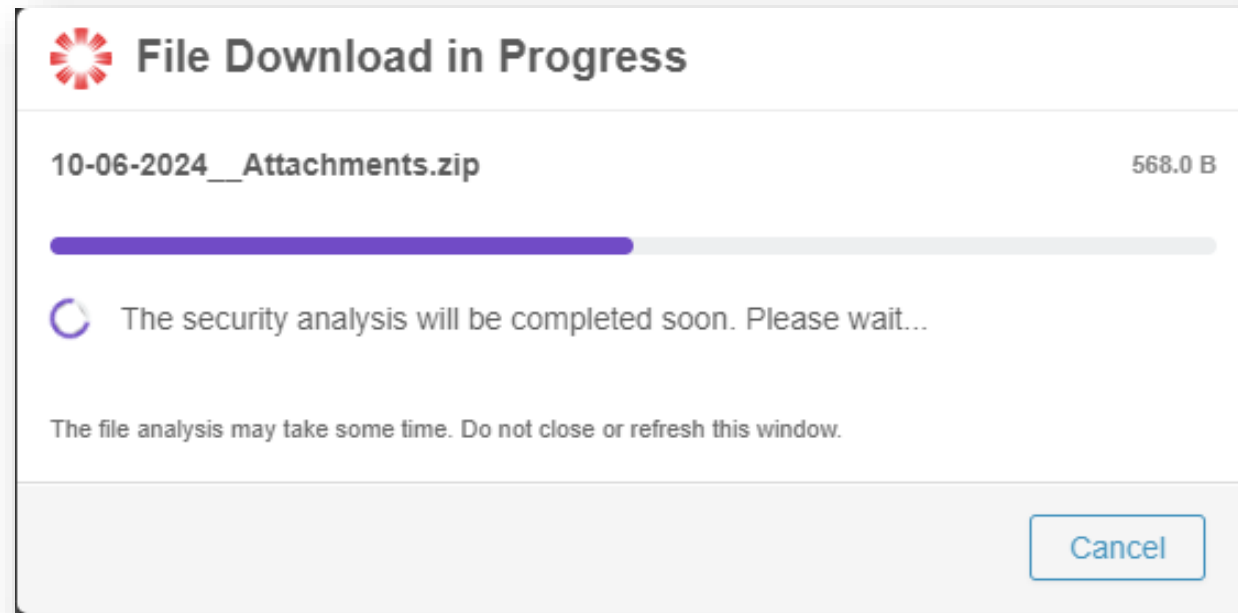 File Download in Progress
10-06-2024__Attachments.zip 568.0 B
The security analysis will be completed soon. Please wait...
The file analysis may take some time. Do not close or refresh this window.
Cancel